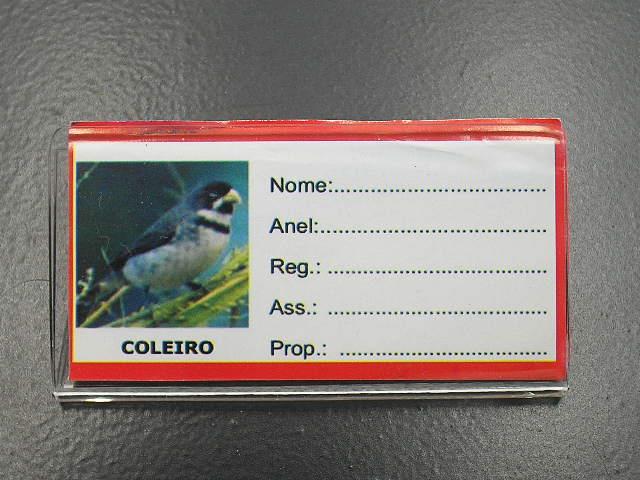 Nome:.....................................
Anel:.......................................
Reg.: ......................................
Ass.: ......................................
Prop.: ....................................
COLEIRO